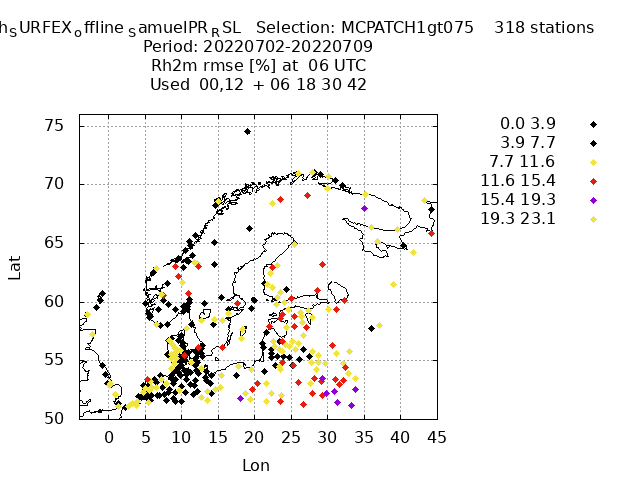 h_SURFEX_offline_SamuelPR_RSL   Selection: MCPATCH1gt075    318 stations
Period: 20220702-20220709
Rh2m rmse [%] at  06 UTC
Used 00,12 + 06 18 30 42
0.0 3.9
3.9 7.7
7.7 11.6
11.6 15.4
15.4 19.3
19.3 23.1
75
70
65
60
55
50
Lat
0 5 10 15 20 25 30 35 40 45
Lon